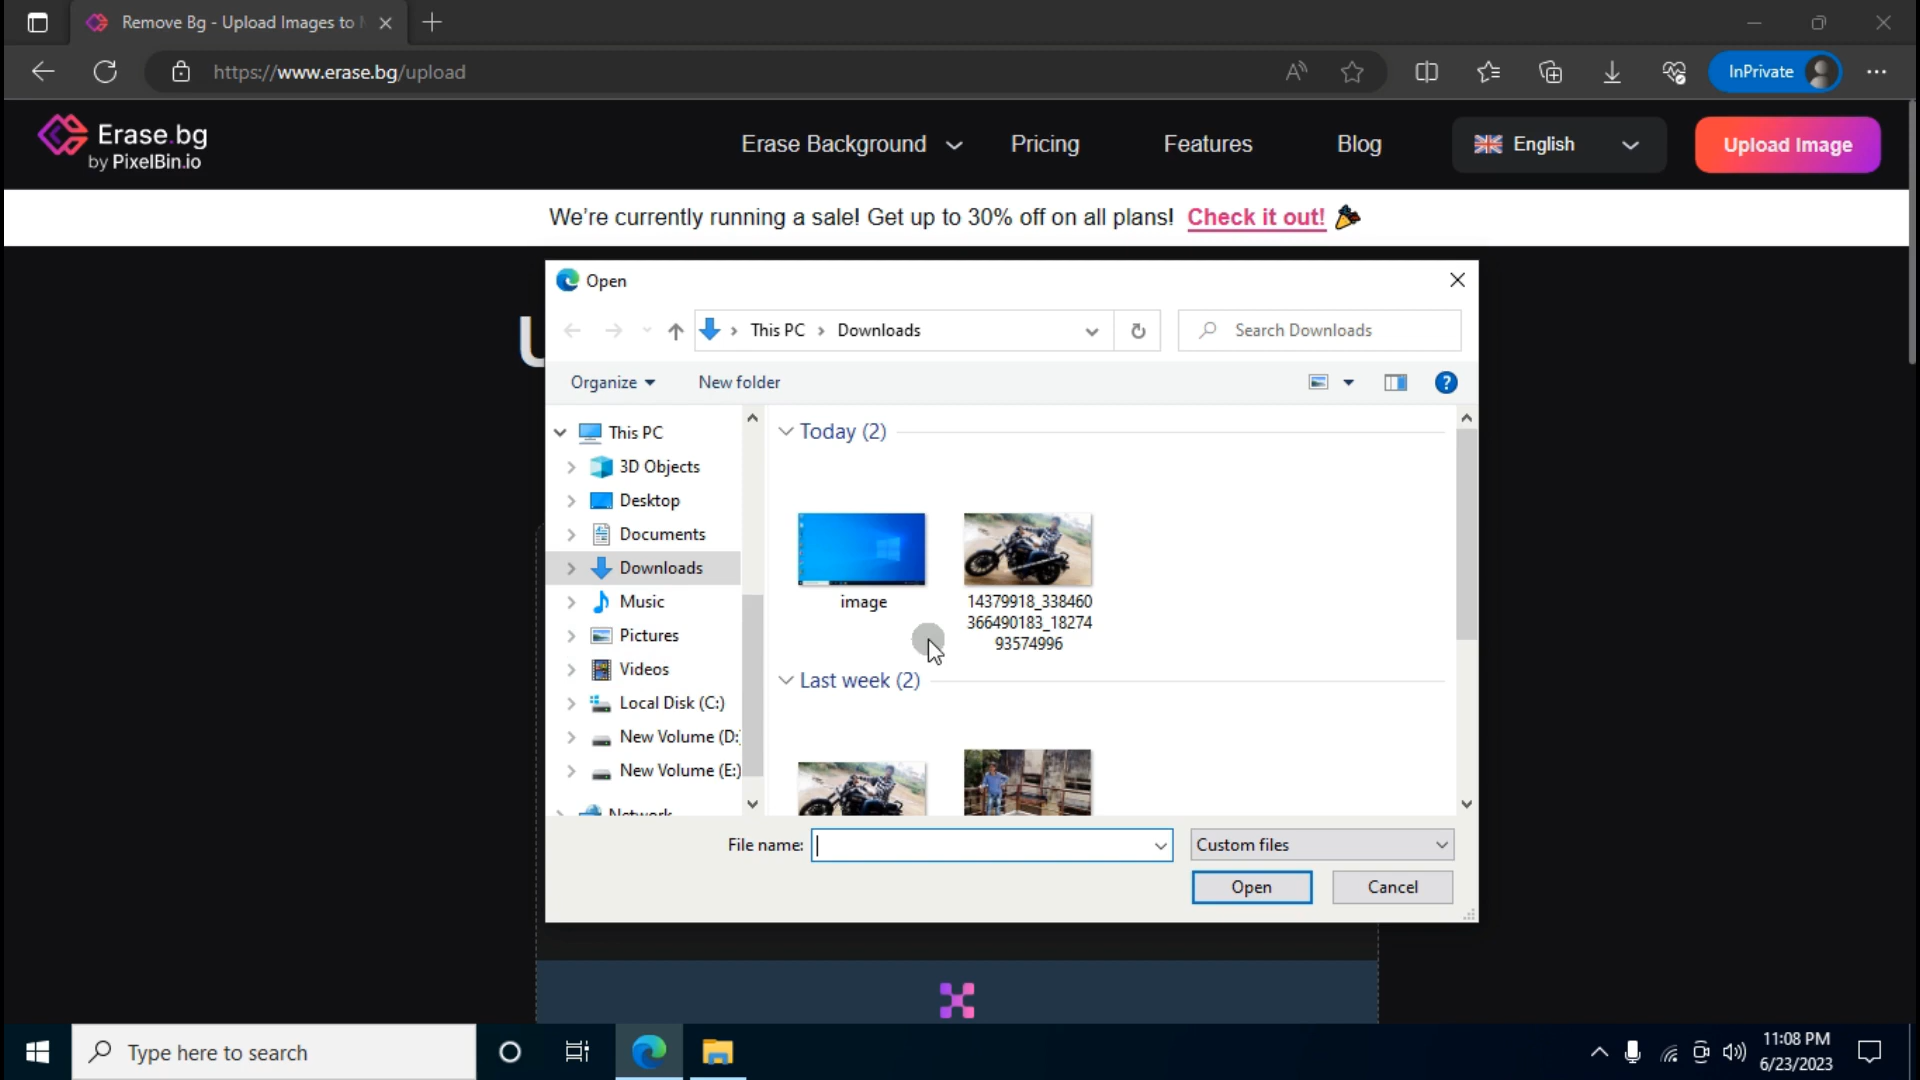 Remove Bg - Upload Images to
https://www.erase.bg/upload
InPrivate
Erase.bg
by PixelBin.io
Erase Background
Pricing
Features
Blog
English
Upload Image
We're currently running a sale! Get up to 30% off on all plans! Check it out!
Open
This PC > Downloads
Search Downloads
Organize
New folder
This PC
3D Objects
Desktop
Documents
Downloads
Music
Pictures
Videos
Local Disk (C:)
New Volume (D:
New Volume (E:)
Network
Today (2)
image
14379918_338460
366490183_18274
93574996
Last week (2)
File name:
Custom files
Open
Cancel
Type here to search
11:08 PM
6/23/2023